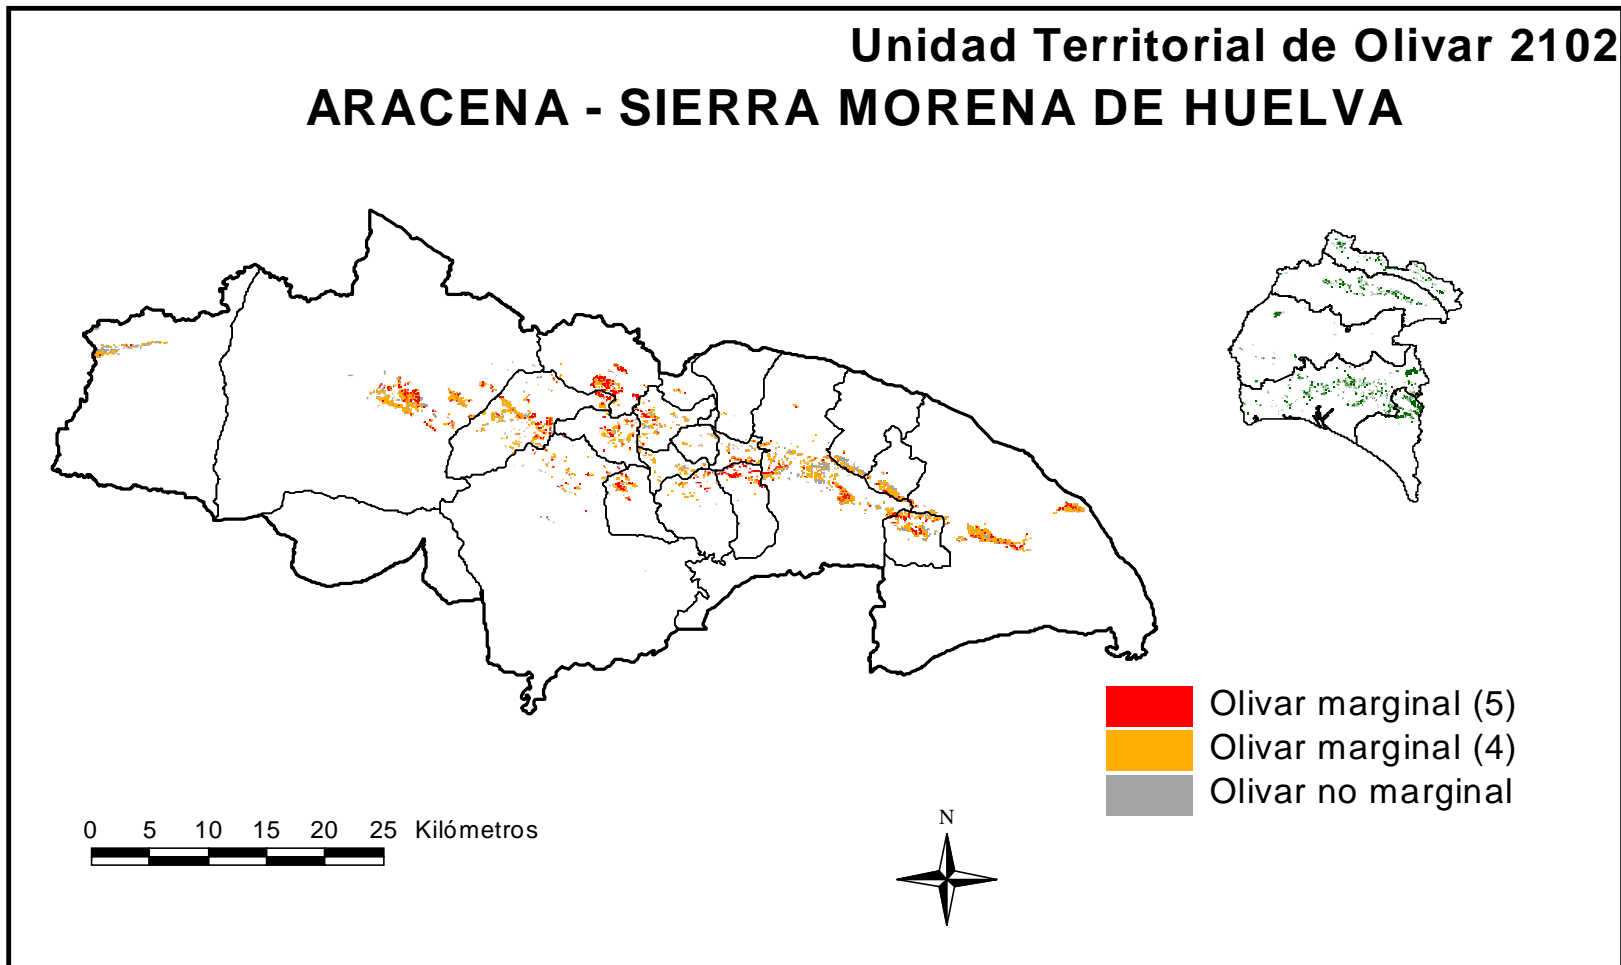 Unidad Territorial de Olivar 2102
ARACENA - SIERRA MORENA DE HUELVA
Olivar marginal (5)
Olivar marginal (4)
Olivar no marginal
0 5 10 15 20 25 Kilómetros
N